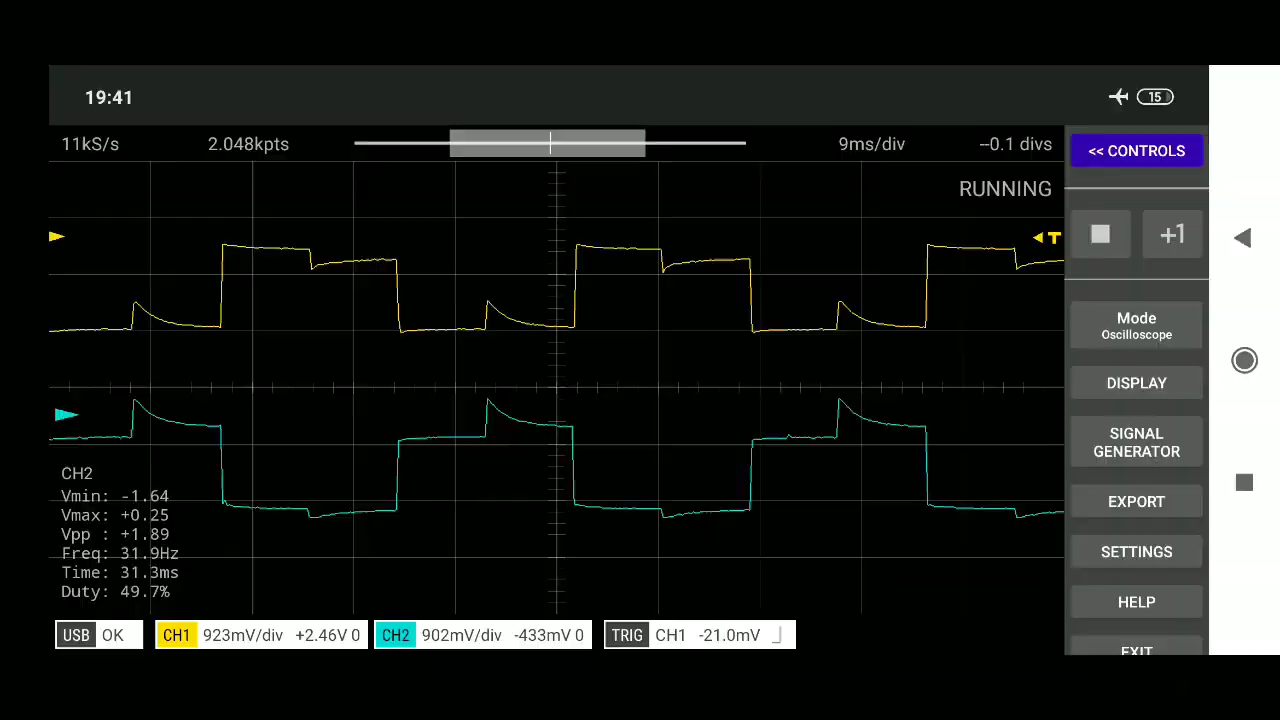 19:41
15
11kS/s 2.048kpts 9ms/div --0.1 divs
<< CONTROLS
RUNNING
T
+1
Mode
Oscilloscope
DISPLAY
SIGNAL
GENERATOR
EXPORT
SETTINGS
HELP
EXIT
CH2
Vmin: -1.64
Vmax: +0.25
Vpp : +1.89
Freq: 31.9Hz
Time: 31.3ms
Duty: 49.7%
USB OK CH1 923mV/div +2.46V 0 CH2 902mV/div -433mV 0 TRIG CH1 -21.0mV